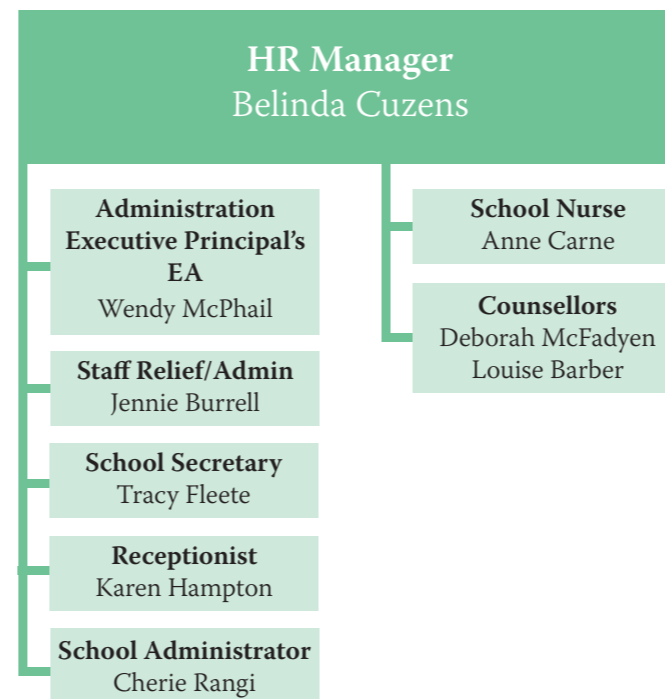 HR Manager
Belinda Cuzens
Administration
Executive Principal's
EA
Wendy McPhail
Staff Relief/Admin
Jennie Burrell
School Secretary
Tracy Fleete
Receptionist
Karen Hampton
School Administrator
Cherie Rangi
School Nurse
Anne Carne
Counsellors
Deborah McFadyen
Louise Barber